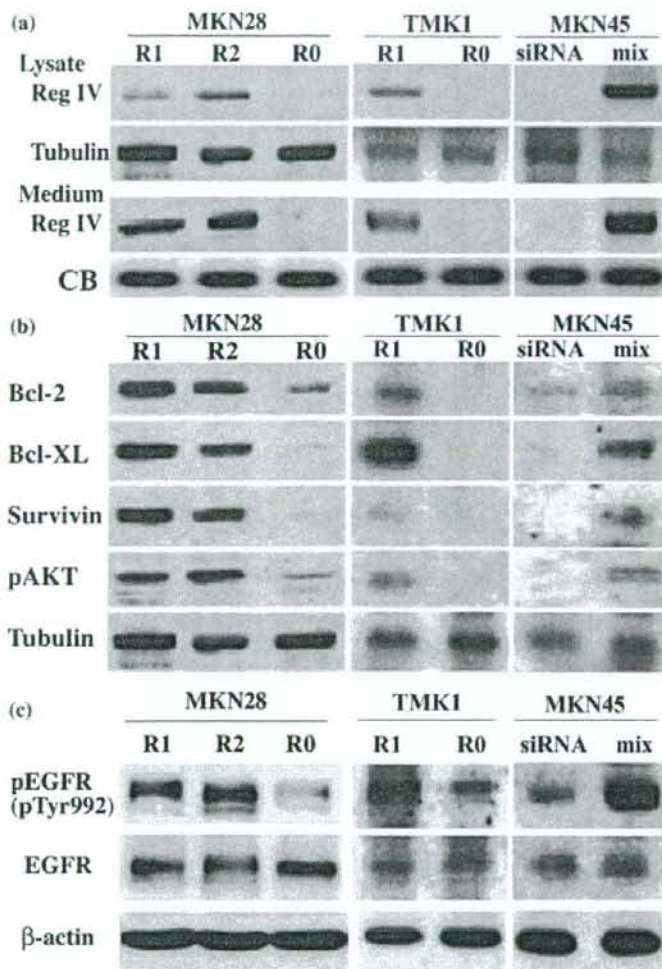 (a) MKN28 TMK1 MKN45
R1 R2 R0 R1 R0 siRNA mix
Lysate
Reg IV
Tubulin
Medium
Reg IV
CB
(b) MKN28 TMK1 MKN45
R1 R2 R0 R1 R0 siRNA mix
Bcl-2
Bcl-XL
Survivin
pAKT
Tubulin
(c) MKN28 TMK1 MKN45
R1 R2 R0 R1 R0 siRNA mix
pEGFR
(pTyr992)
EGFR
β-actin